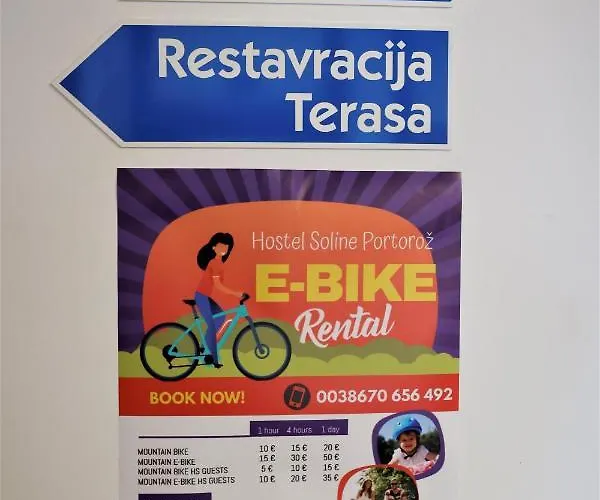 Restavracija
Terasa
Hostel Soline Portorož
E-BIKE
Rental
BOOK NOW! 0038670 656 492
1 hour 4 hours 1 day
MOUNTAIN BIKE 10 € 15 € 20 €
MOUNTAIN E-BIKE 15 € 30 € 50 €
MOUNTAIN BIKE HS GUESTS 5 € 10 € 15 €
MOUNTAIN E-BIKE HS GUESTS 10 € 20 € 35 €